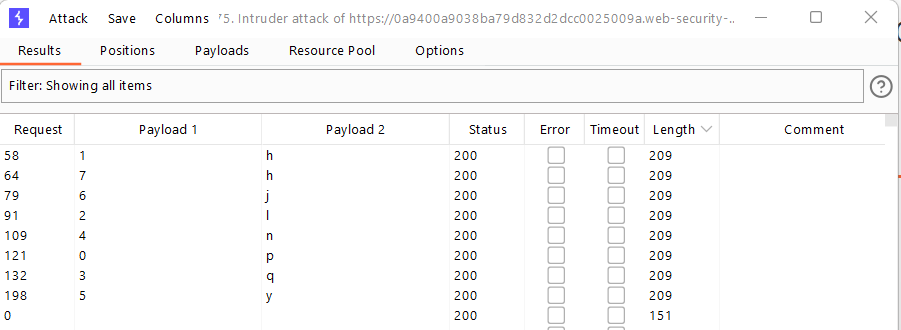 Attack Save Columns 75. Intruder attack of https://0a9400a9038ba79d832d2dcc0025009a.web-security-..
Results Positions Payloads Resource Pool Options
Filter: Showing all items ?
Request Payload 1 Payload 2 Status Error Timeout Length Comment
58 1 h 200 209
64 7 h 200 209
79 6 j 200 209
91 2 l 200 209
109 4 n 200 209
121 0 p 200 209
132 3 q 200 209
198 5 y 200 209
0 200 151